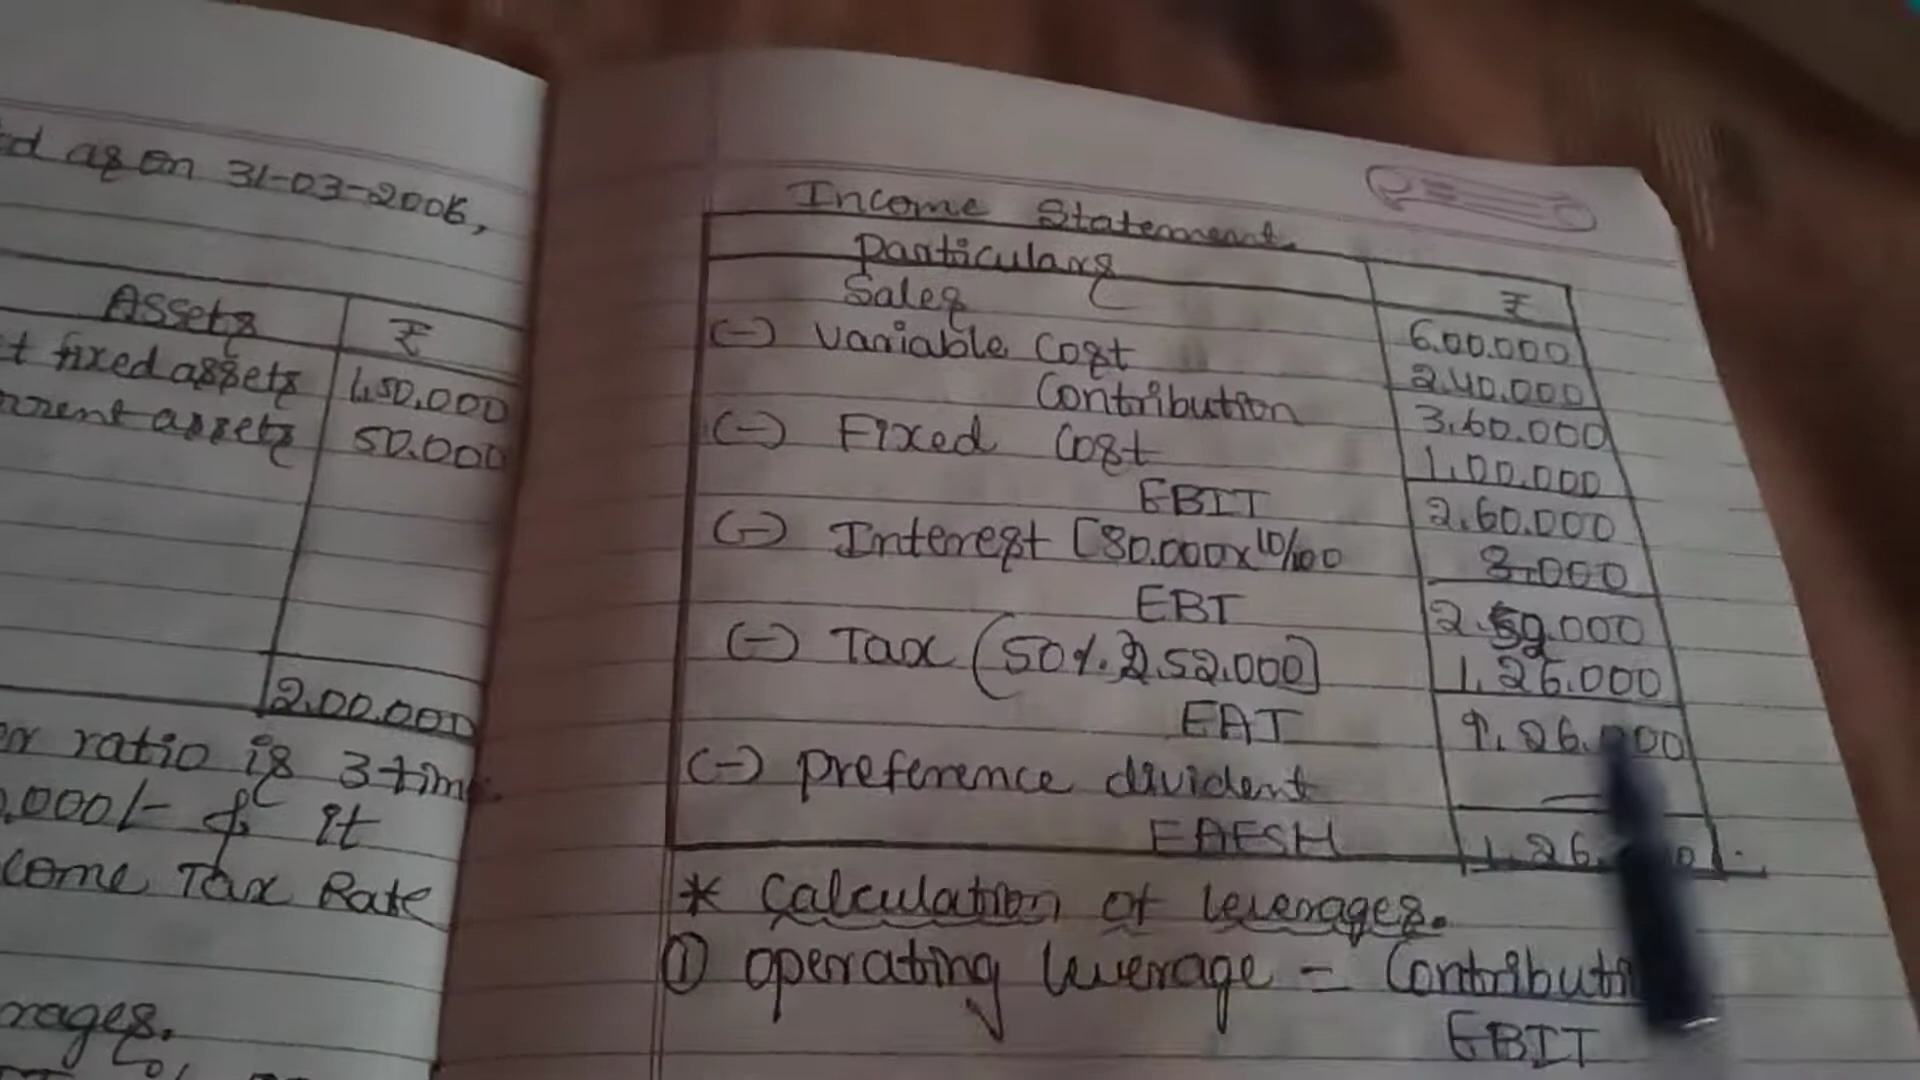 d as on 31-03-2006,
Assets ₹
t fixed assets 1,50,000
rrent assets 50,000
2,00,000
ratio is 3 tim
,000/- & it
come Tax Rate
rages.
Income Statement.
Particulars ₹
Sales 6,00,000
(-) Variable Cost 2,40,000
Contribution 3,60,000
(-) Fixed Cost 1,00,000
EBIT 2,60,000
(-) Interest [80,000x10/100 8,000
EBT 2,52,000
(-) Tax (50%. 2,52,000] 1,26,000
EAT 1,26,000
(-) preference divident —
EAESH 1,26
* Calculation of leverages.
① operating leverage = Contributi
EBIT